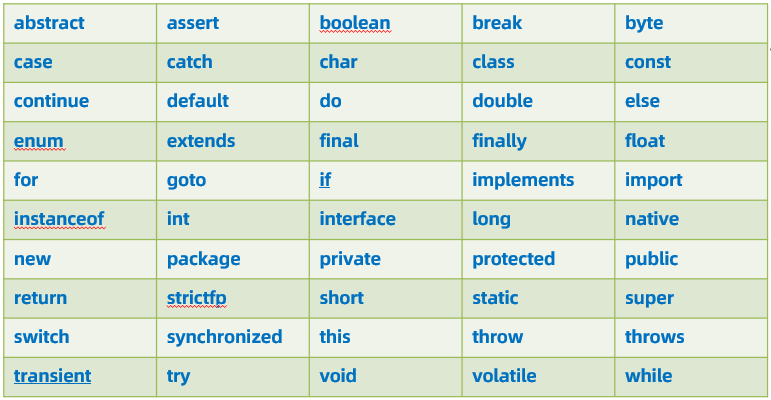 abstract assert boolean break byte
case catch char class const
continue default do double else
enum extends final finally float
for goto if implements import
instanceof int interface long native
new package private protected public
return strictfp short static super
switch synchronized this throw throws
transient try void volatile while